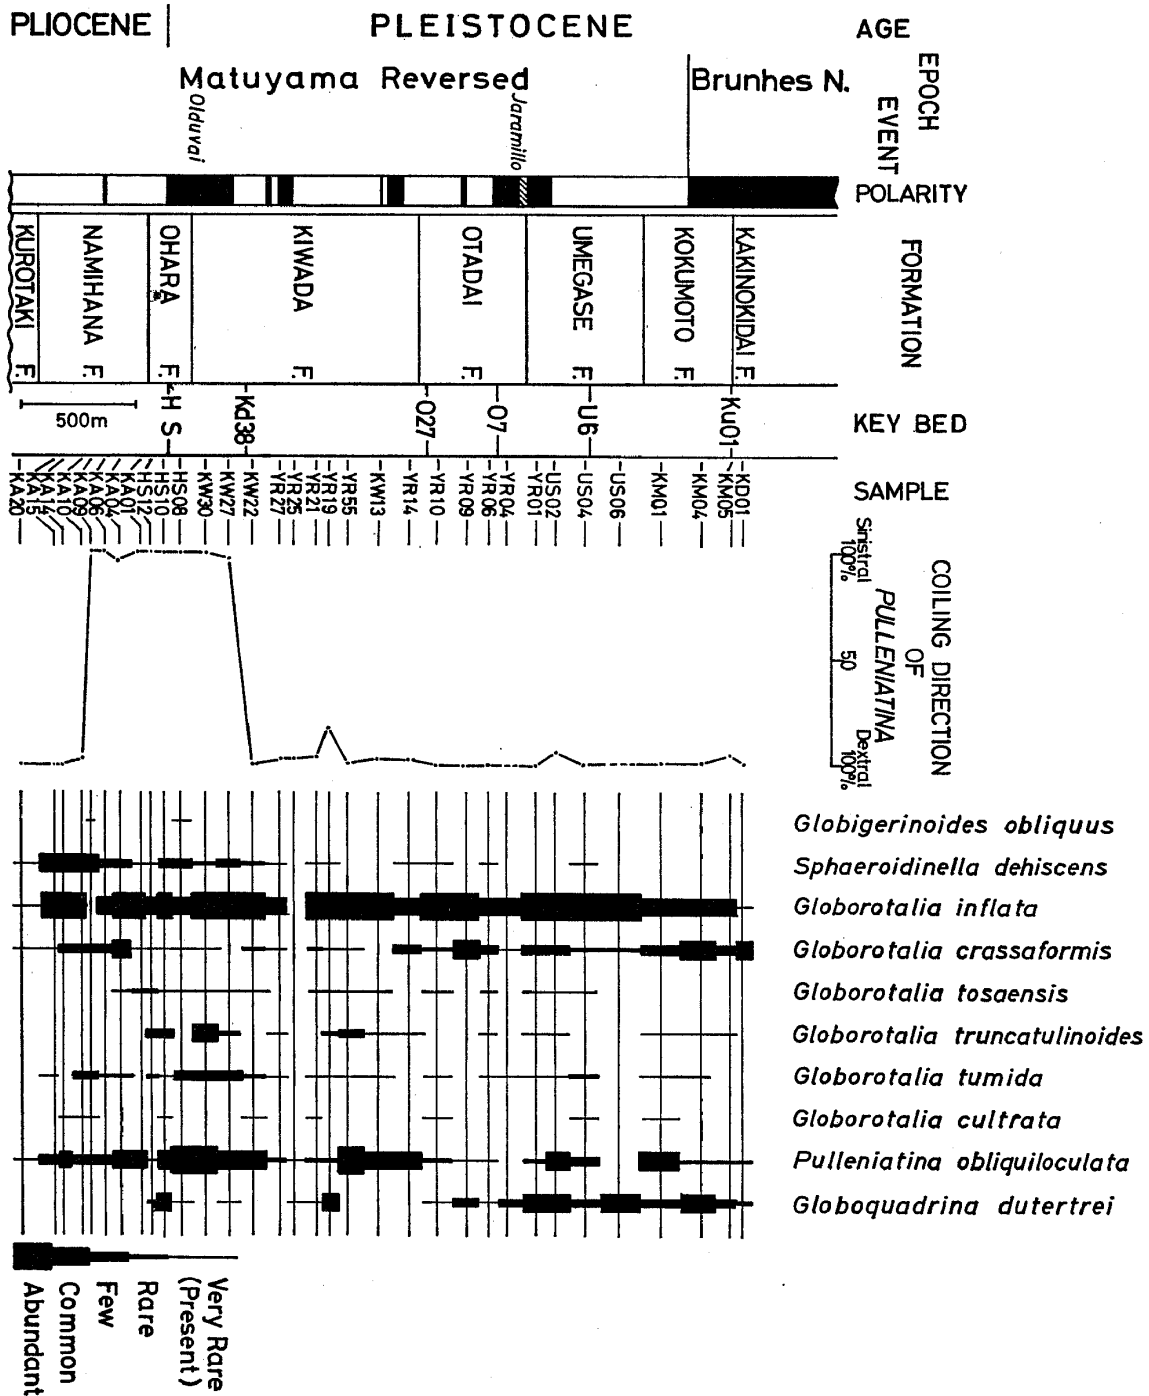 PLIOCENE
PLEISTOCENE
AGE
Matuyama Reversed
Brunhes N.
EPOCH
Olduvai
Jaramillo
EVENT
POLARITY
KUROTAKI F.
NAMIHANA F.
OHARA F.
KIWADA F.
OTADAI F.
UMEGASE F.
KOKUMOTO F.
KAKINOKIDAI F.
FORMATION
500m
H S
Kd38
O27
O7
U6
Ku01
KEY BED
KA20
KA15
KA14
KA10
KA09
KA06
KA04
KA01
HS12
HS10
HS08
KW30
KW27
KW22
YR27
YR25
YR21
YR19
YR55
KW13
YR14
YR10
YR09
YR06
YR04
YR01
US02
US04
US06
KM01
KM04
KM05
KD01
SAMPLE
Sinistral
100%
50
Dextral
100%
COILING DIRECTION
OF
PULLENIATINA
Globigerinoides obliquus
Sphaeroidinella dehiscens
Globorotalia inflata
Globorotalia crassaformis
Globorotalia tosaensis
Globorotalia truncatulinoides
Globorotalia tumida
Globorotalia cultrata
Pulleniatina obliquiloculata
Globoquadrina dutertrei
Abundant
Common
Few
Rare
Very Rare
(Present)